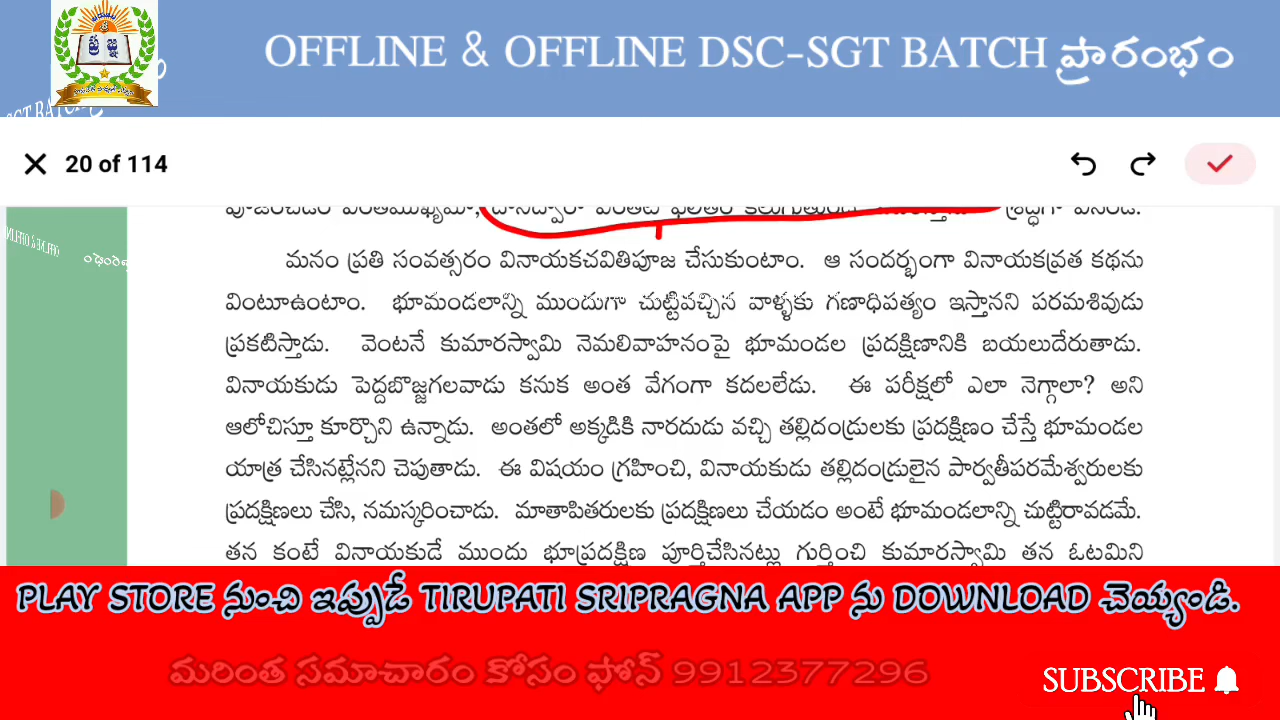 ప్రజ్ఞ
OFFLINE & OFFLINE DSC-SGT BATCH ప్రారంభం
20 of 114
శ్రద్ధగా వినండి.
మనం ప్రతి సంవత్సరం వినాయకచవితిపూజ చేసుకుంటాం. ఆ సందర్భంగా వినాయకవ్రత కథను
వింటూఉంటాం. భూమండలాన్ని ముందుగా చుట్టివచ్చిన వాళ్ళకు గణాధిపత్యం ఇస్తానని పరమశివుడు
ప్రకటిస్తాడు. వెంటనే కుమారస్వామి నెమలివాహనంపై భూమండల ప్రదక్షిణానికి బయలుదేరుతాడు.
వినాయకుడు పెద్దబొజ్జగలవాడు కనుక అంత వేగంగా కదలలేడు. ఈ పరీక్షలో ఎలా నెగ్గాలా? అని
ఆలోచిస్తూ కూర్చొని ఉన్నాడు. అంతలో అక్కడికి నారదుడు వచ్చి తల్లిదండ్రులకు ప్రదక్షిణం చేస్తే భూమండల
యాత్ర చేసినట్లేనని చెపుతాడు. ఈ విషయం గ్రహించి, వినాయకుడు తల్లిదండ్రులైన పార్వతీపరమేశ్వరులకు
ప్రదక్షిణలు చేసి, నమస్కరించాడు. మాతాపితరులకు ప్రదక్షిణలు చేయడం అంటే భూమండలాన్ని చుట్టిరావడమే.
తన కంటే వినాయకుడే ముందు భూప్రదక్షిణ పూర్తిచేసినట్లు గుర్తించి కుమారస్వామి తన ఓటమిని
PLAY STORE నుంచి ఇప్పుడే TIRUPATI SRIPRAGNA APP ను DOWNLOAD చెయ్యండి.
మరింత సమాచారం కోసం ఫోన్ 9912377296
SUBSCRIBE